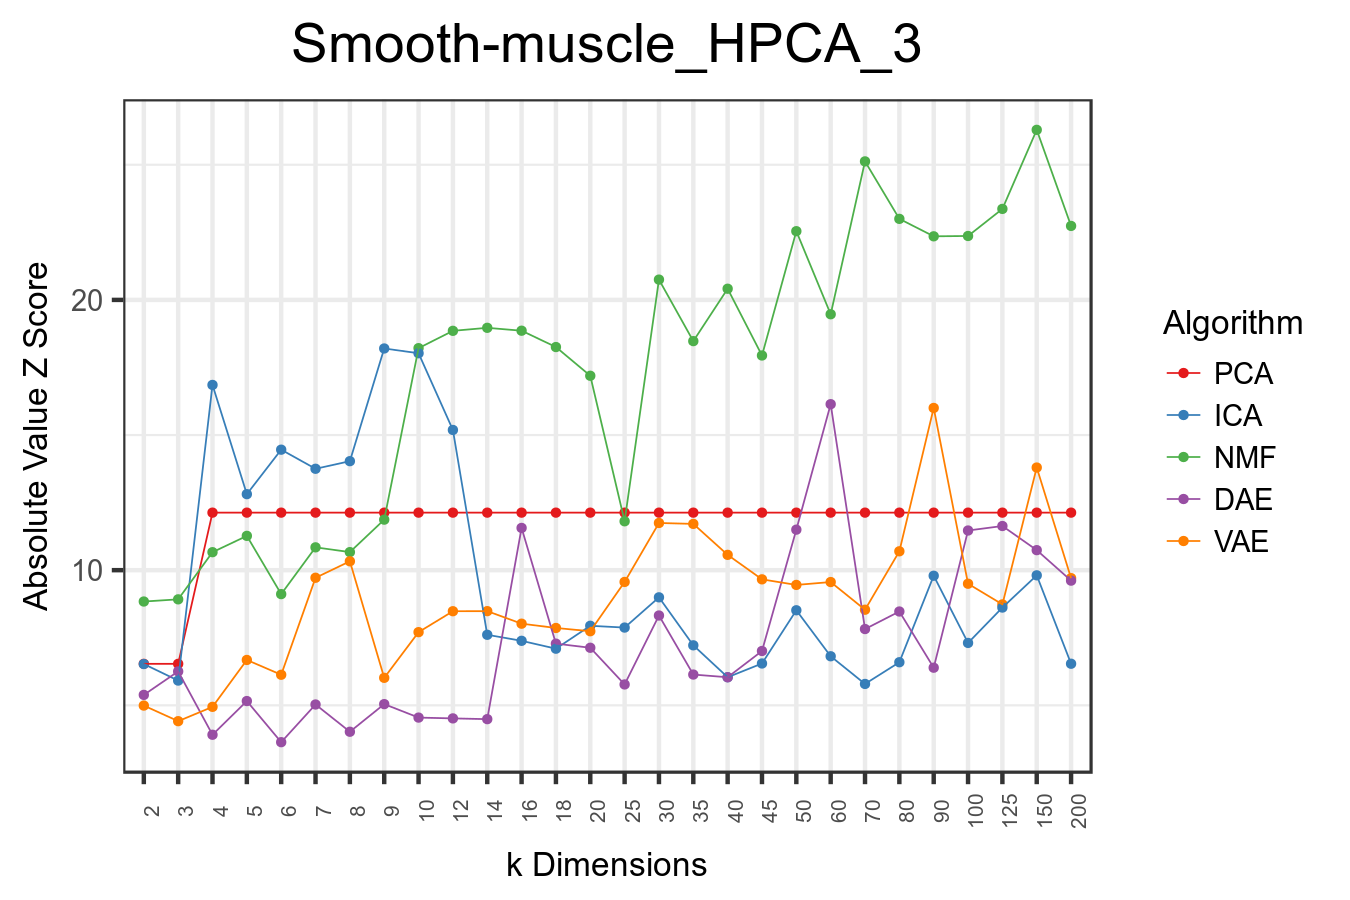 Smooth-muscle_HPCA_3
Absolute Value Z Score
20
10
2 3 4 5 6 7 8 9 10 12 14 16 18 20 25 30 35 40 45 50 60 70 80 90 100 125 150 200
k Dimensions
Algorithm
PCA
ICA
NMF
DAE
VAE